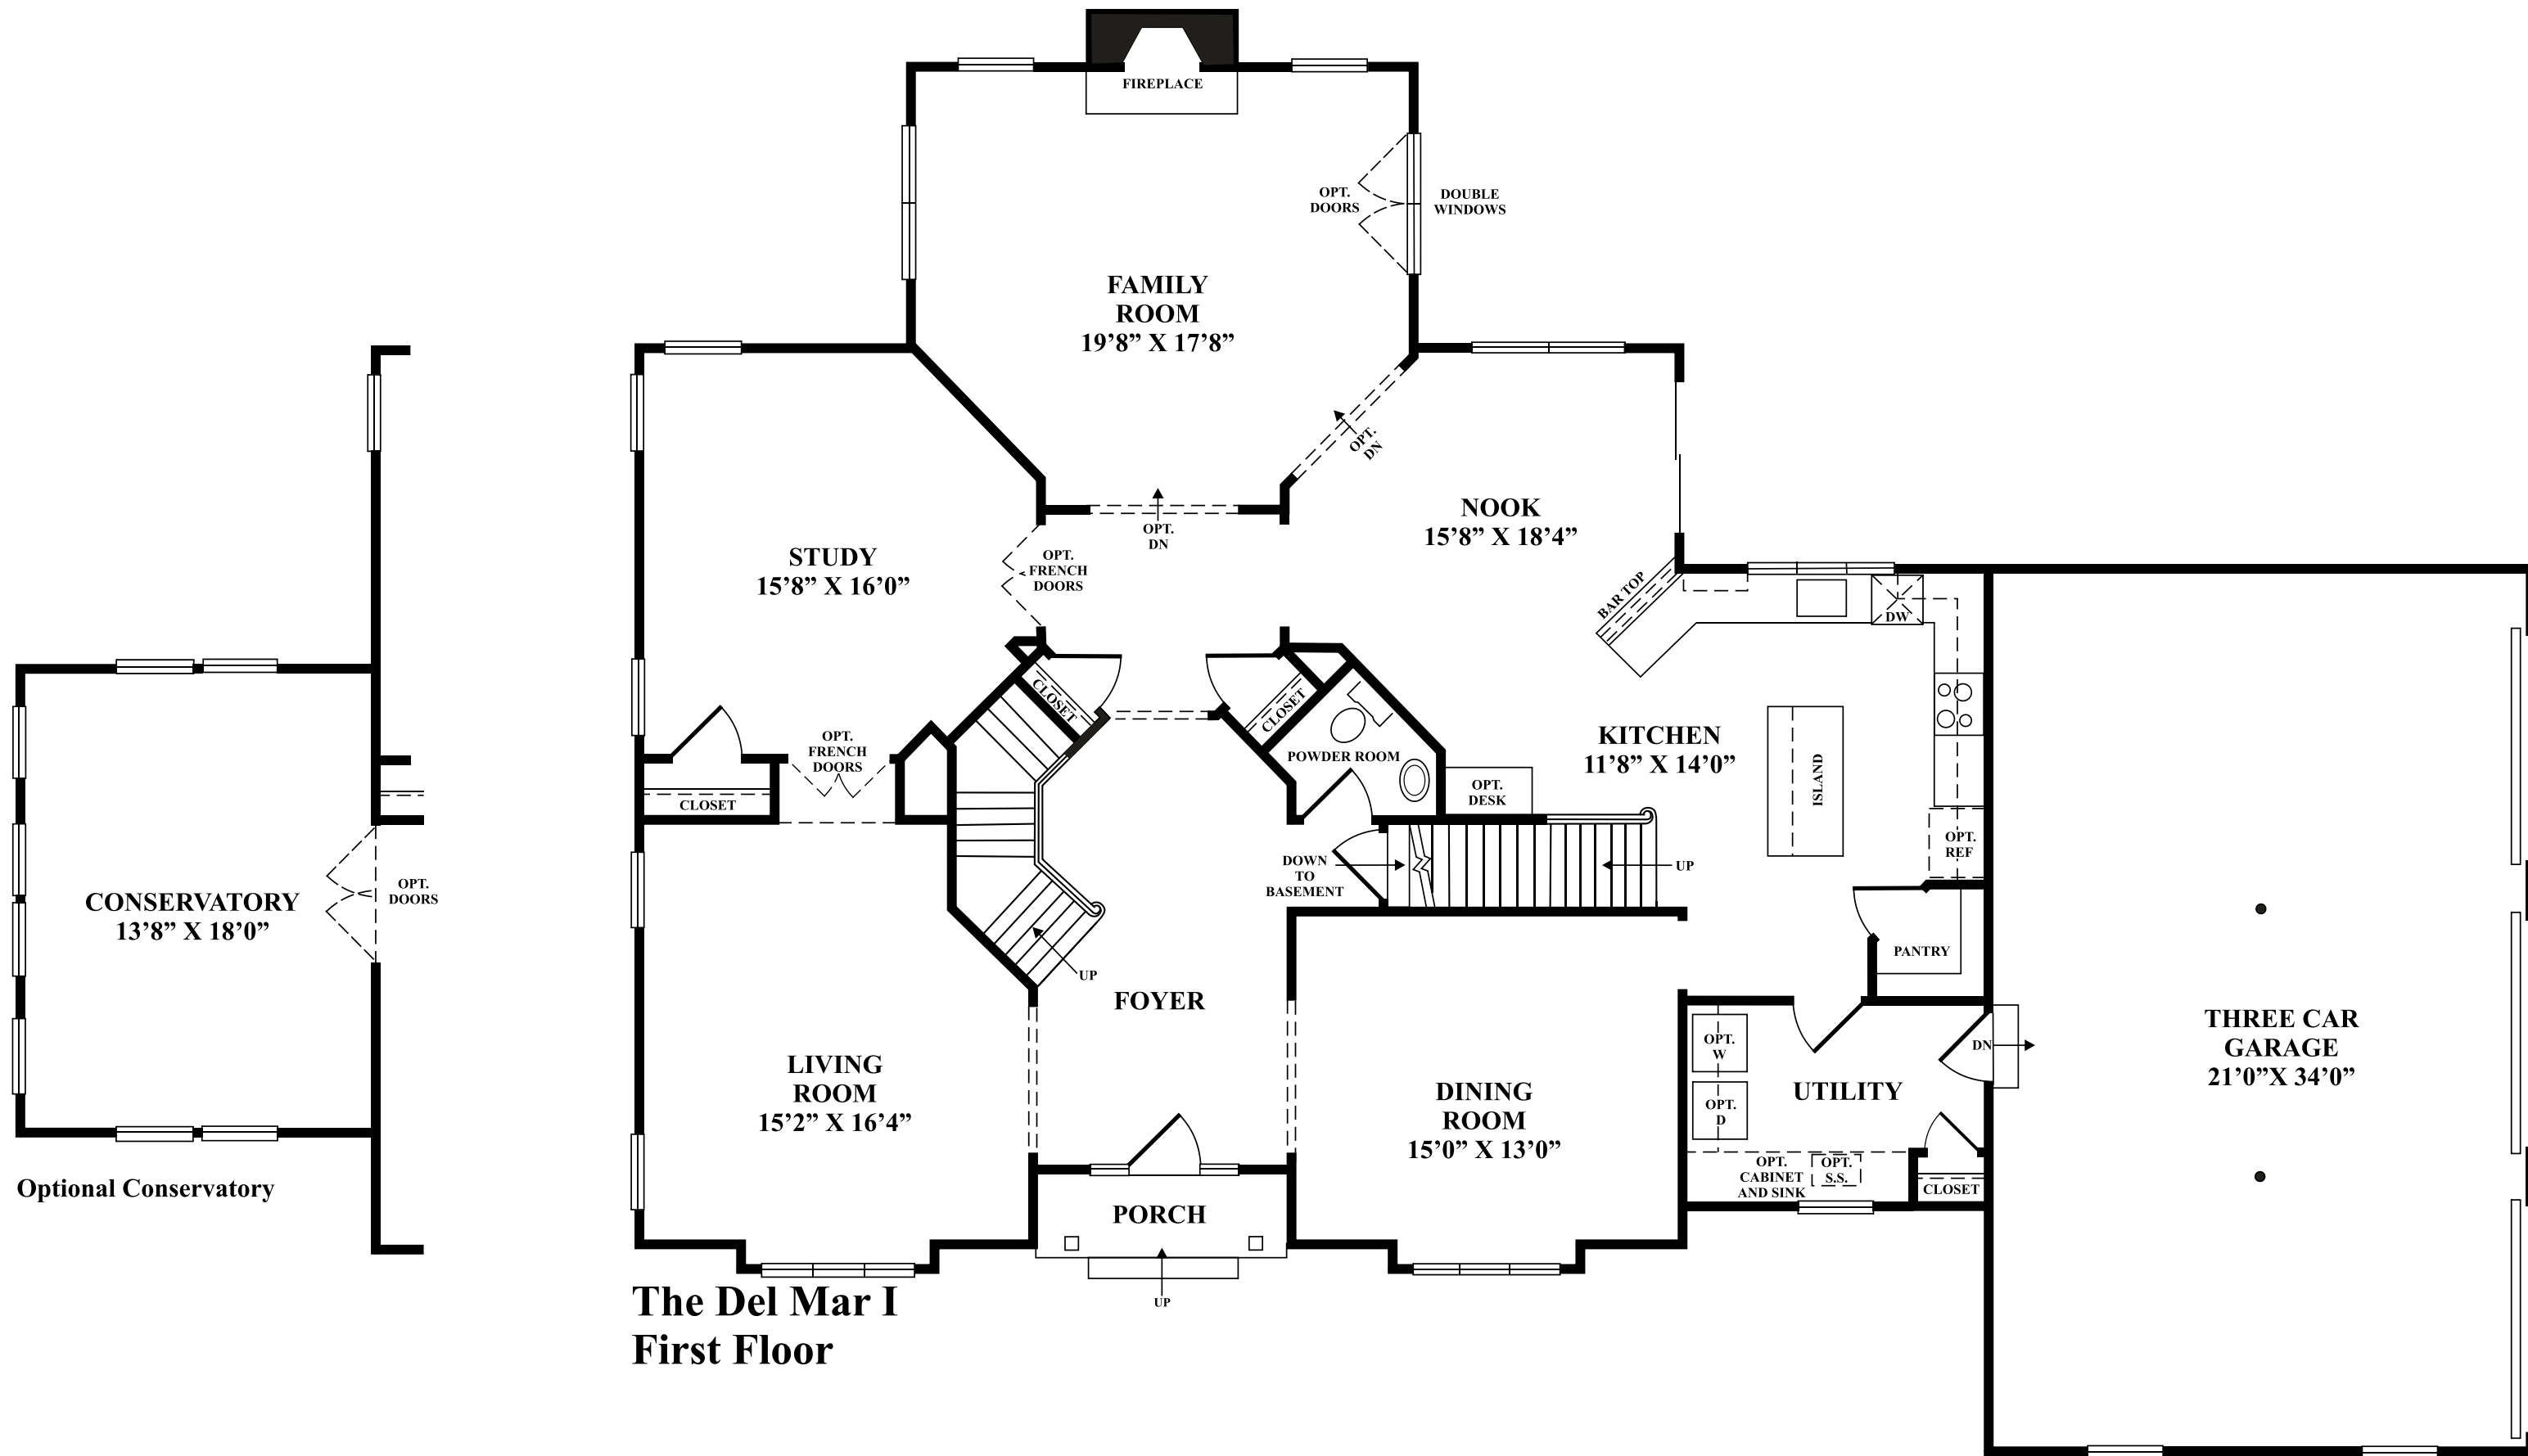 FIREPLACE
OPT.
DOORS
DOUBLE
WINDOWS
FAMILY
ROOM
19’8” X 17’8”
OPT.
DN
OPT.
DN
NOOK
15’8” X 18’4”
STUDY
15’8” X 16’0”
OPT.
FRENCH
DOORS
BAR TOP
DW
CLOSET
CLOSET
OPT.
FRENCH
DOORS
POWDER ROOM
KITCHEN
11’8” X 14’0”
ISLAND
CLOSET
OPT.
DESK
OPT.
REF
DOWN
TO
BASEMENT
UP
CONSERVATORY
13’8” X 18’0”
OPT.
DOORS
PANTRY
UP
FOYER
THREE CAR
GARAGE
21’0”X 34’0”
OPT.
W
DN
LIVING
ROOM
15’2” X 16’4”
DINING
ROOM
15’0” X 13’0”
UTILITY
OPT.
D
OPT.
CABINET
AND SINK
OPT.
S.S.
CLOSET
Optional Conservatory
PORCH
UP
The Del Mar I
First Floor